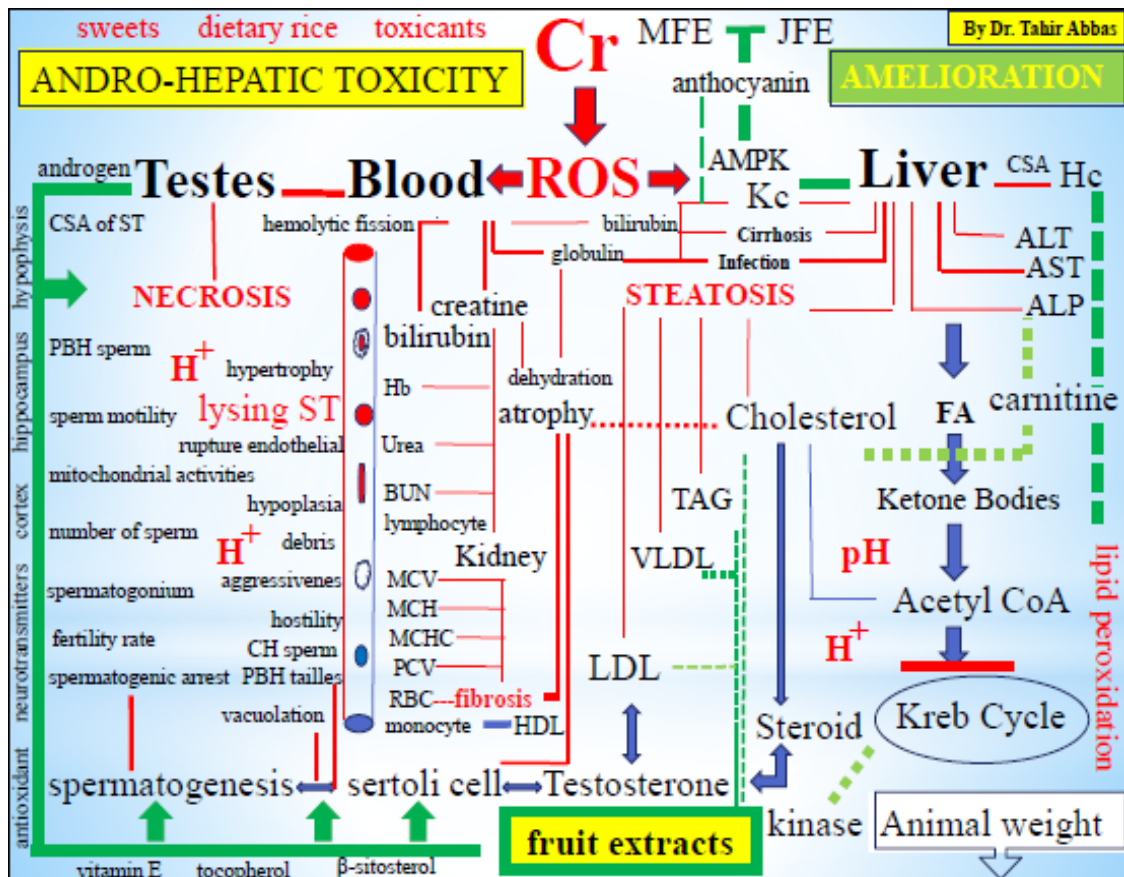 sweets dietary rice toxicants
Cr
MFE JFE
By Dr. Tahir Abbas
ANDRO-HEPATIC TOXICITY
anthocyanin
AMELIORATION
androgen
Testes
Blood
ROS
AMPK
Kc
Liver
CSA
Hc
CSA of ST
hemolytic fission
bilirubin
globulin
Cirrhosis
Infection
ALT
AST
ALP
NECROSIS
STEATOSIS
creatine
bilirubin
PBH sperm
H+
hypertrophy
Hb
dehydration
atrophy
Cholesterol
FA
carnitine
sperm motility
lysing ST
rupture endothelial
Urea
mitochondrial activities
hypoplasia
BUN
lymphocyte
TAG
Ketone Bodies
number of sperm
H+
debris
Kidney
VLDL
pH
aggressivenes
MCV
spermatogonium
MCH
Acetyl CoA
hostility
fertility rate
MCHC
CH sperm
PCV
LDL
H+
spermatogenic arrest
PBH tailles
RBC---fibrosis
vacuolation
monocyte
HDL
Steroid
Kreb Cycle
spermatogenesis
sertoli cell
Testosterone
fruit extracts
kinase
Animal weight
vitamin E
tocopherol
β-sitosterol
hypophysis
hippocampus
cortex
neurotransmitters
antioxidant
lipid peroxidation